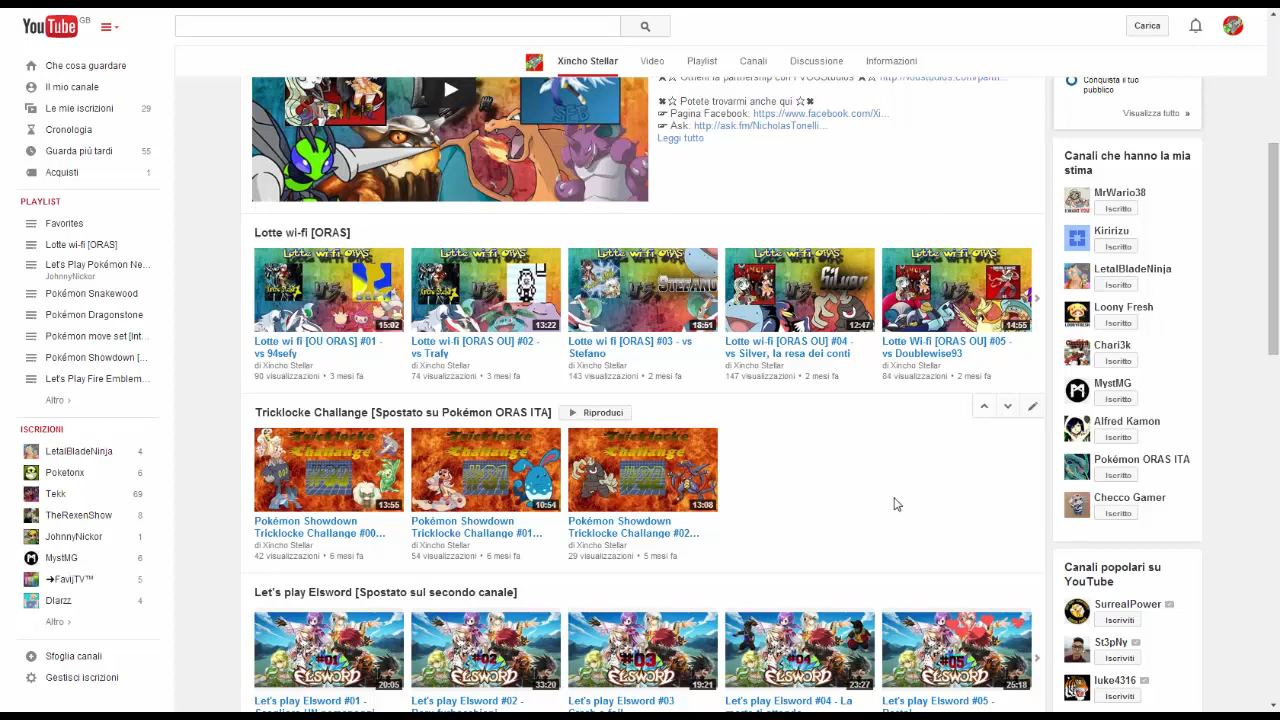 YouTube GB
Carica
Xincho Stellar Video Playlist Canali Discussione Informazioni
Che cosa guardare
Il mio canale
Le mie iscrizioni 29
Cronologia
Guarda più tardi 55
Acquisti 1
PLAYLIST
Favorites
Lotte wi-fi [ORAS]
Let's Play Pokémon Ne...
JohnnyNickor
Pokémon Snakewood
Pokémon Dragonstone
Pokémon move set [Int...
Pokémon Showdown [...
Let's Play Fire Emblem...
Altro ›
ISCRIZIONI
LetalBladeNinja 4
Poketonx 6
Tekk 69
TheRexenShow 8
JohnnyNickor 1
MystMG 6
➜FavijTV™ 5
Dlarzz 4
Altro ›
Sfoglia canali
Gestisci iscrizioni
✖☆ Potete trovarmi anche qui ☆✖
☞ Pagina Facebook: https://www.facebook.com/Xi...
☞ Ask: http://ask.fm/NicholasTonelli...
Leggi tutto
Lotte wi-fi [ORAS]
15:02 13:22 18:51 12:47 14:55
Lotte wi fi [OU ORAS] #01 -
vs 94sefy
di Xincho Stellar
90 visualizzazioni • 3 mesi fa
Lotte wi-fi [ORAS OU] #02 -
vs Trafy
di Xincho Stellar
74 visualizzazioni • 3 mesi fa
Lotte wi-fi [ORAS] #03 - vs
Stefano
di Xincho Stellar
143 visualizzazioni • 2 mesi fa
Lotte wi-fi [ORAS OU] #04 -
vs Silver, la resa dei conti
di Xincho Stellar
147 visualizzazioni • 2 mesi fa
Lotte Wi-fi [ORAS OU] #05 -
vs Doublewise93
di Xincho Stellar
84 visualizzazioni • 2 mesi fa
Tricklocke Challange [Spostato su Pokémon ORAS ITA] Riproduci
Tricklocke Challenge
Tricklocke Challenge
Tricklocke Challenge
13:55 10:54 13:08
Pokémon Showdown
Tricklocke Challange #00...
di Xincho Stellar
42 visualizzazioni • 6 mesi fa
Pokémon Showdown
Tricklocke Challange #01...
di Xincho Stellar
54 visualizzazioni • 6 mesi fa
Pokémon Showdown
Tricklocke Challange #02...
di Xincho Stellar
29 visualizzazioni • 5 mesi fa
Let's play Elsword [Spostato sul secondo canale]
#01 ELSWORD 20:05
#02 ELSWORD 33:20
#03 ELSWORD 19:21
#04 ELSWORD 23:27
#05 ELSWORD 25:18
Let's play Elsword #01 -
Let's play Elsword #02 -
Let's play Elsword #03
Let's play Elsword #04 - La
Let's play Elsword #05 -
Conquista il tuo
pubblico
Visualizza tutto »
Canali che hanno la mia
stima
MrWario38
Iscritto
Kiririzu
Iscritto
LetalBladeNinja
Iscritto
Loony Fresh
Iscritto
Chari3k
Iscritto
MystMG
Iscritto
Alfred Kamon
Iscritto
Pokémon ORAS ITA
Iscritto
Checco Gamer
Iscritto
Canali popolari su
YouTube
SurrealPower
Iscriviti
St3pNy
Iscriviti
luke4316
Iscriviti